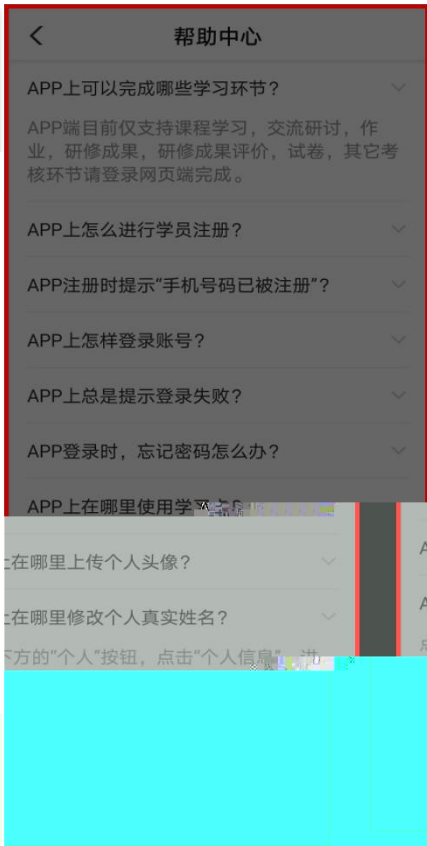 帮助中心
APP上可以完成哪些学习环节?
APP端目前仅支持课程学习，交流研讨，作
业，研修成果，研修成果评价，试卷，其它考
核环节请登录网页端完成。
APP上怎么进行学员注册?
APP注册时提示“手机号码已被注册”?
APP上怎样登录账号?
APP上总是提示登录失败?
APP登录时，忘记密码怎么办?
APP上在哪里使用学习
上在哪里上传个人头像?
上在哪里修改个人真实姓名?
下方的“个人”按钮，点击“个人信息”，进